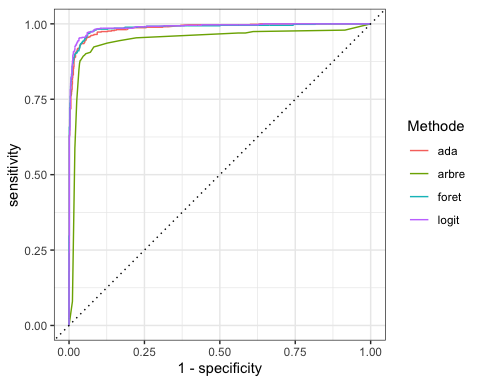 1.00
0.75
0.50
0.25
0.00
sensitivity
0.00 0.25 0.50 0.75 1.00
1 - specificity
Methode
ada
arbre
foret
logit